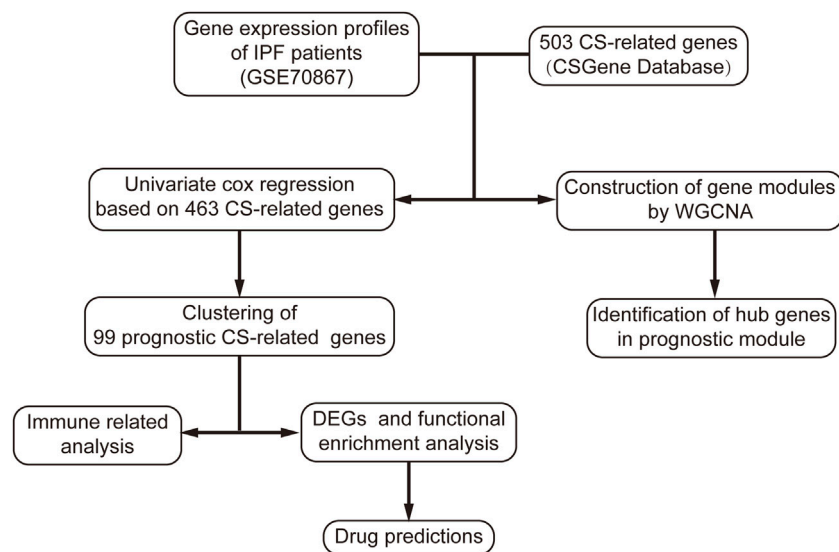 Gene expression profiles
of IPF patients
(GSE70867)
503 CS-related genes
(CSGene Database)
Univariate cox regression
based on 463 CS-related genes
Construction of gene modules
by WGCNA
Clustering of
99 prognostic CS-related genes
Identification of hub genes
in prognostic module
Immune related
analysis
DEGs and functional
enrichment analysis
Drug predictions